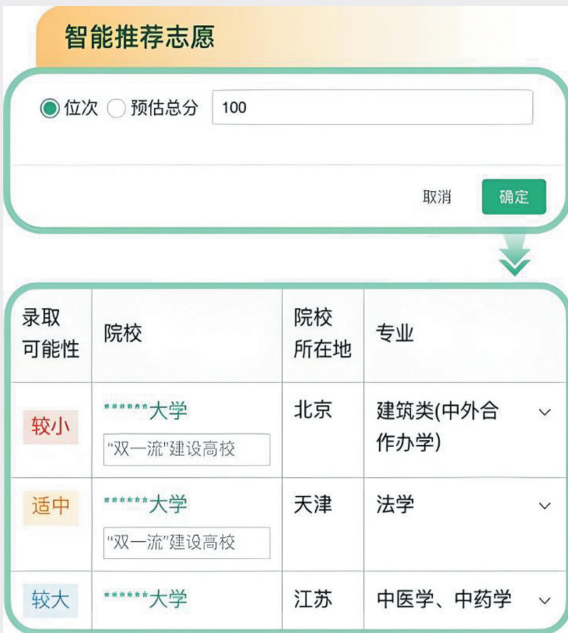 智能推荐志愿
位次 预估总分 100
取消 确定
录取可能性 院校 院校所在地 专业
较小 ******大学 北京 建筑类(中外合作办学)
“双一流”建设高校
适中 ******大学 天津 法学
“双一流”建设高校
较大 ******大学 江苏 中医学、中药学